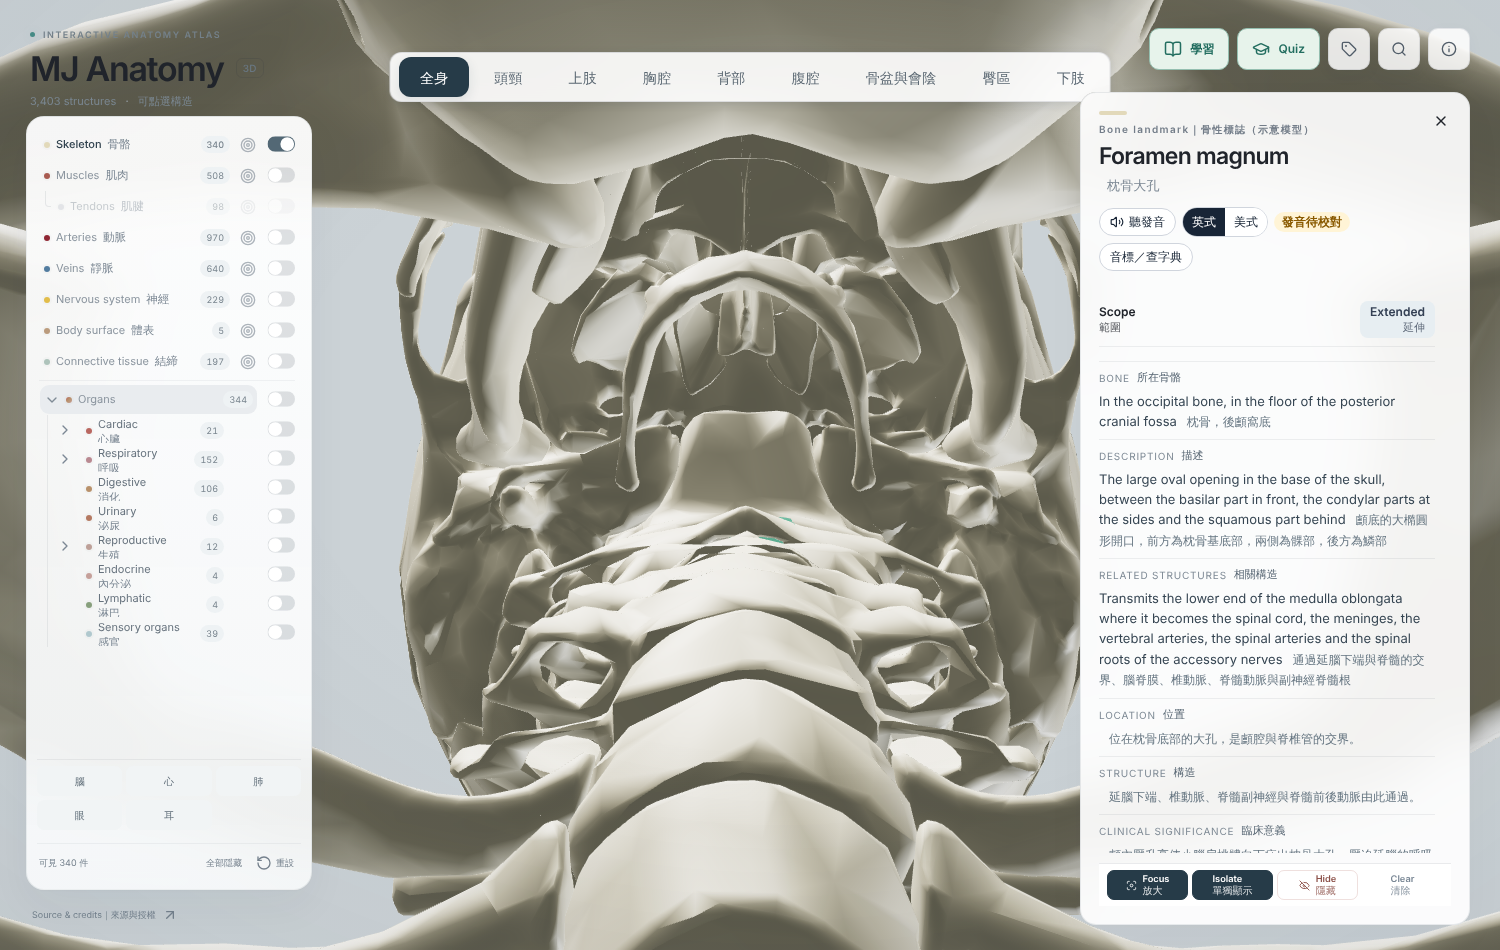 INTERACTIVE ANATOMY ATLAS
MJ Anatomy 3D
3,403 structures · 可點選構造
全身 頭頸 上肢 胸腔 背部 腹腔 骨盆與會陰 臀區 下肢
學習 Quiz
Skeleton 骨骼 340
Muscles 肌肉 508
Tendons 肌腱 98
Arteries 動脈 970
Veins 靜脈 640
Nervous system 神經 229
Body surface 體表 5
Connective tissue 結締 197
Organs 344
Cardiac 21
心臟
Respiratory 152
呼吸
Digestive 106
消化
Urinary 6
泌尿
Reproductive 12
生殖
Endocrine 4
內分泌
Lymphatic 4
淋巴
Sensory organs 39
感官
腦 心 肺
眼 耳
可見 340 件 全部隱藏 重設
Source & credits | 來源與授權
Bone landmark | 骨性標誌（示意模型）
Foramen magnum
枕骨大孔
聽發音 英式 美式 發音待校對
音標／查字典
Scope Extended
範圍 延伸
BONE 所在骨骼
In the occipital bone, in the floor of the posterior
cranial fossa 枕骨，後顱窩底
DESCRIPTION 描述
The large oval opening in the base of the skull,
between the basilar part in front, the condylar parts at
the sides and the squamous part behind 顱底的大橢圓
形開口，前方為枕骨基底部，兩側為髁部，後方為鱗部
RELATED STRUCTURES 相關構造
Transmits the lower end of the medulla oblongata
where it becomes the spinal cord, the meninges, the
vertebral arteries, the spinal arteries and the spinal
roots of the accessory nerves 通過延腦下端與脊髓的交
界、腦脊膜、椎動脈、脊髓動脈與副神經脊髓根
LOCATION 位置
位在枕骨底部的大孔，是顱腔與脊椎管的交界。
STRUCTURE 構造
延腦下端、椎動脈、脊髓副神經與脊髓前後動脈由此通過。
CLINICAL SIGNIFICANCE 臨床意義
Focus Isolate Hide Clear
放大 單獨顯示 隱藏 清除